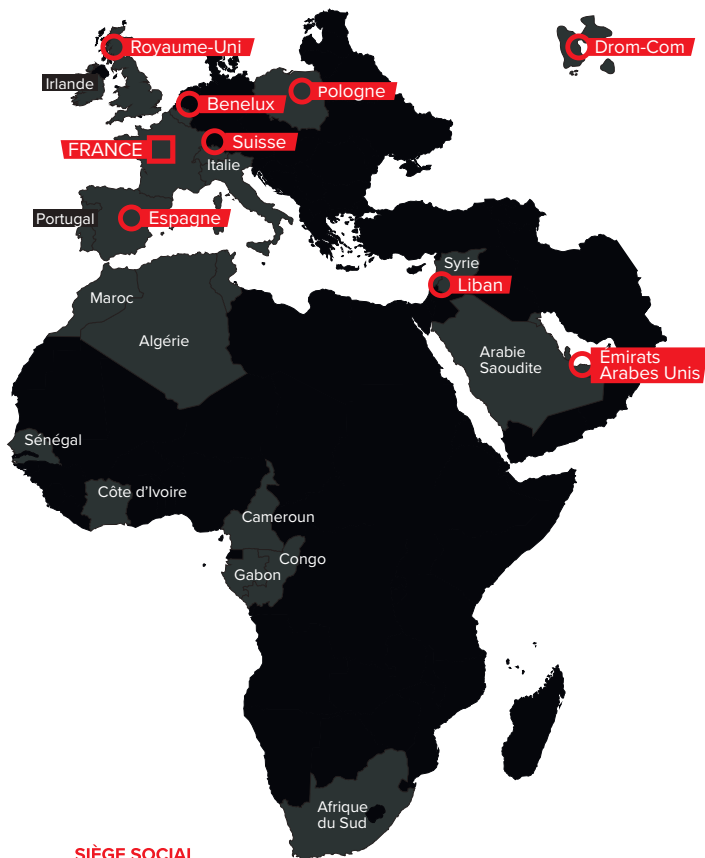 Royaume-Uni
Drom-Com
Irlande
Pologne
Benelux
FRANCE
Suisse
Italie
Portugal
Espagne
Syrie
Liban
Maroc
Algérie
Arabie
Saoudite
Émirats
Arabes Unis
Sénégal
Côte d'Ivoire
Cameroun
Congo
Gabon
Afrique
du Sud
SIÈGE SOCIAL